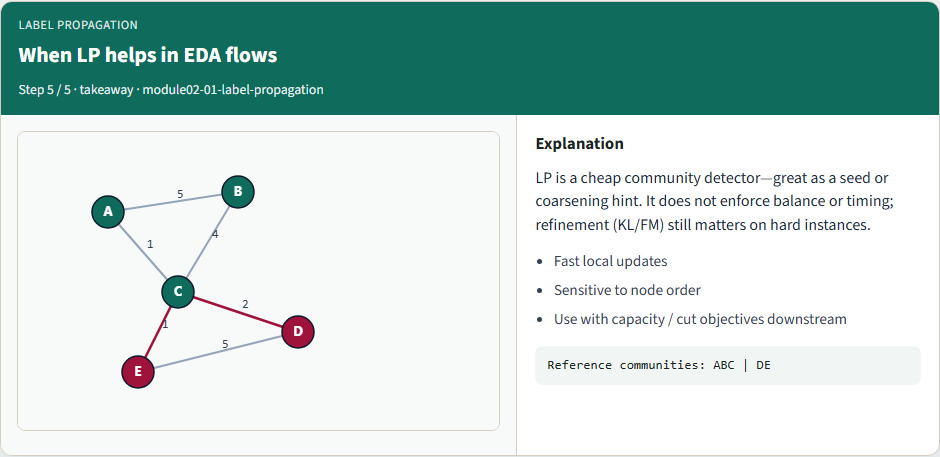 LABEL PROPAGATION
When LP helps in EDA flows
Step 5 / 5 · takeaway · module02-01-label-propagation
A
B
C
D
E
5
1
4
2
1
5
Explanation
LP is a cheap community detector—great as a seed or
coarsening hint. It does not enforce balance or timing;
refinement (KL/FM) still matters on hard instances.
• Fast local updates
• Sensitive to node order
• Use with capacity / cut objectives downstream
Reference communities: ABC | DE